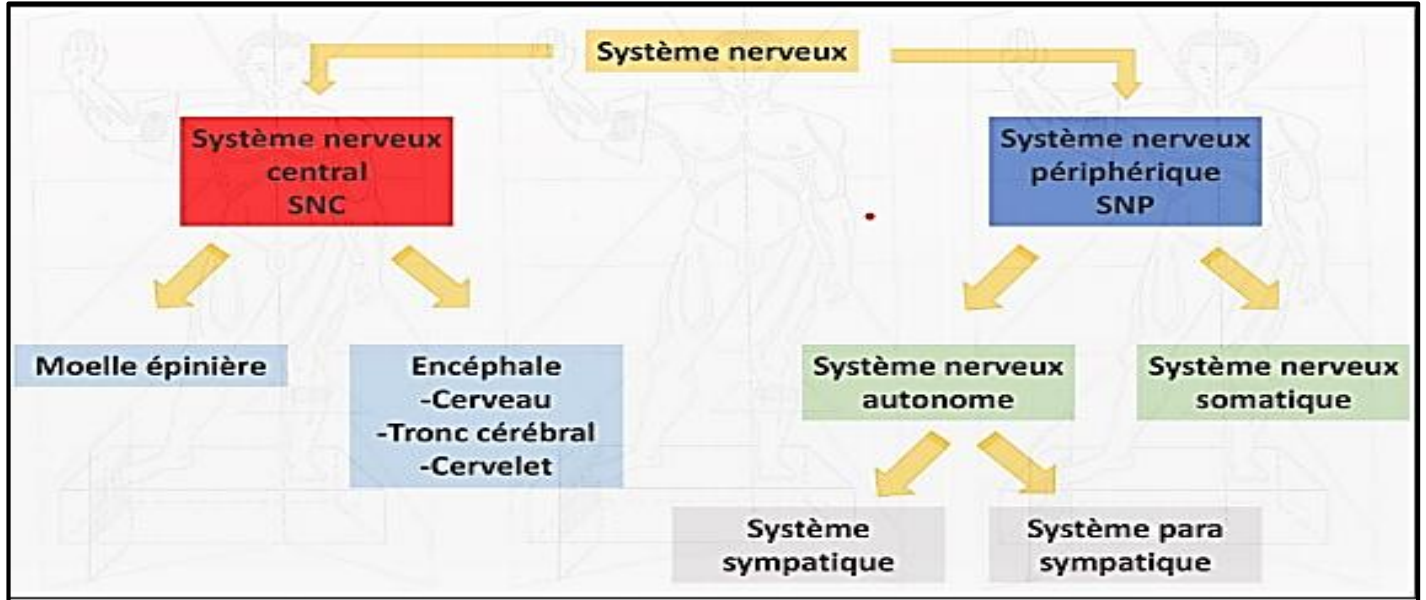 Système nerveux
Système nerveux
central
SNC
Système nerveux
périphérique
SNP
Moelle épinière
Encéphale
-Cerveau
-Tronc cérébral
-Cervelet
Système nerveux
autonome
Système nerveux
somatique
Système
sympatique
Système para
sympatique